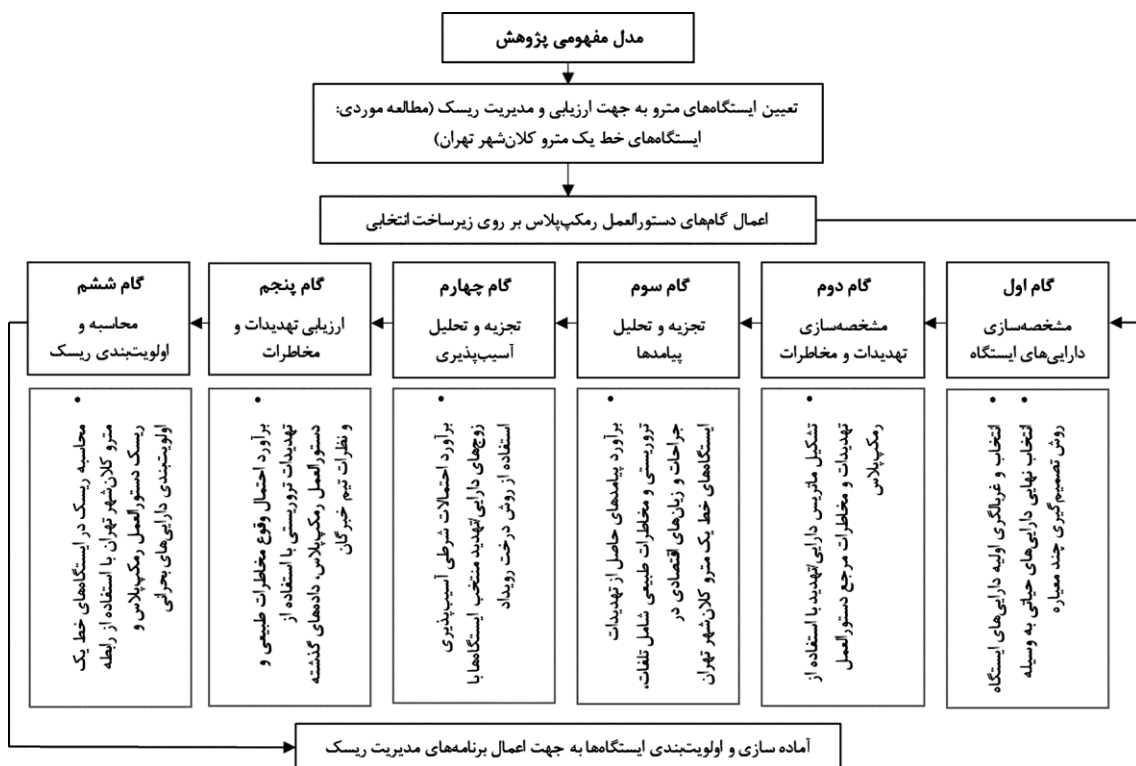 مدل مفهومی پژوهش
تعیین ایستگاه‌های مترو به جهت ارزیابی و مدیریت ریسک (مطالعه موردی:
ایستگاه‌های خط یک مترو کلان‌شهر تهران)
اعمال گام‌های دستورالعمل رمکپ‌پلاس بر روی زیرساخت انتخابی
گام اول
مشخصه‌سازی
دارایی‌های ایستگاه
گام دوم
مشخصه‌سازی
تهدیدات و مخاطرات
گام سوم
تجزیه و تحلیل
پیامدها
گام چهارم
تجزیه و تحلیل
آسیب‌پذیری
گام پنجم
ارزیابی تهدیدات و
مخاطرات
گام ششم
محاسبه و
اولویت‌بندی ریسک
• انتخاب و غربالگری اولیه دارایی‌های ایستگاه
• انتخاب نهایی دارایی‌های حیاتی به وسیله
روش تصمیم‌گیری چند معیاره
• تشکیل ماتریس دارایی/تهدید با استفاده از
تهدیدات و مخاطرات مرجع دستورالعمل
رمکپ‌پلاس
• برآورد پیامدهای حاصل از تهدیدات
تروریستی و مخاطرات طبیعی شامل تلفات،
جراحات و زیان‌های اقتصادی در
ایستگاه‌های خط یک مترو کلان‌شهر تهران
• برآورد احتمالات شرطی آسیب‌پذیری
زوج‌های دارایی/تهدید منتخب ایستگاه‌ها با
استفاده از روش درخت رویداد
• برآورد احتمال وقوع مخاطرات طبیعی و
تهدیدات تروریستی با استفاده از
دستورالعمل رمکپ‌پلاس، داده‌های گذشته
و نظرات تیم خبرگان
• محاسبه ریسک در ایستگاه‌های خط یک
مترو کلان‌شهر تهران با استفاده از رابطه
ریسک دستورالعمل رمکپ‌پلاس و
اولویت‌بندی دارایی‌های بحرانی
آماده سازی و اولویت‌بندی ایستگاه‌ها به جهت اعمال برنامه‌های مدیریت ریسک